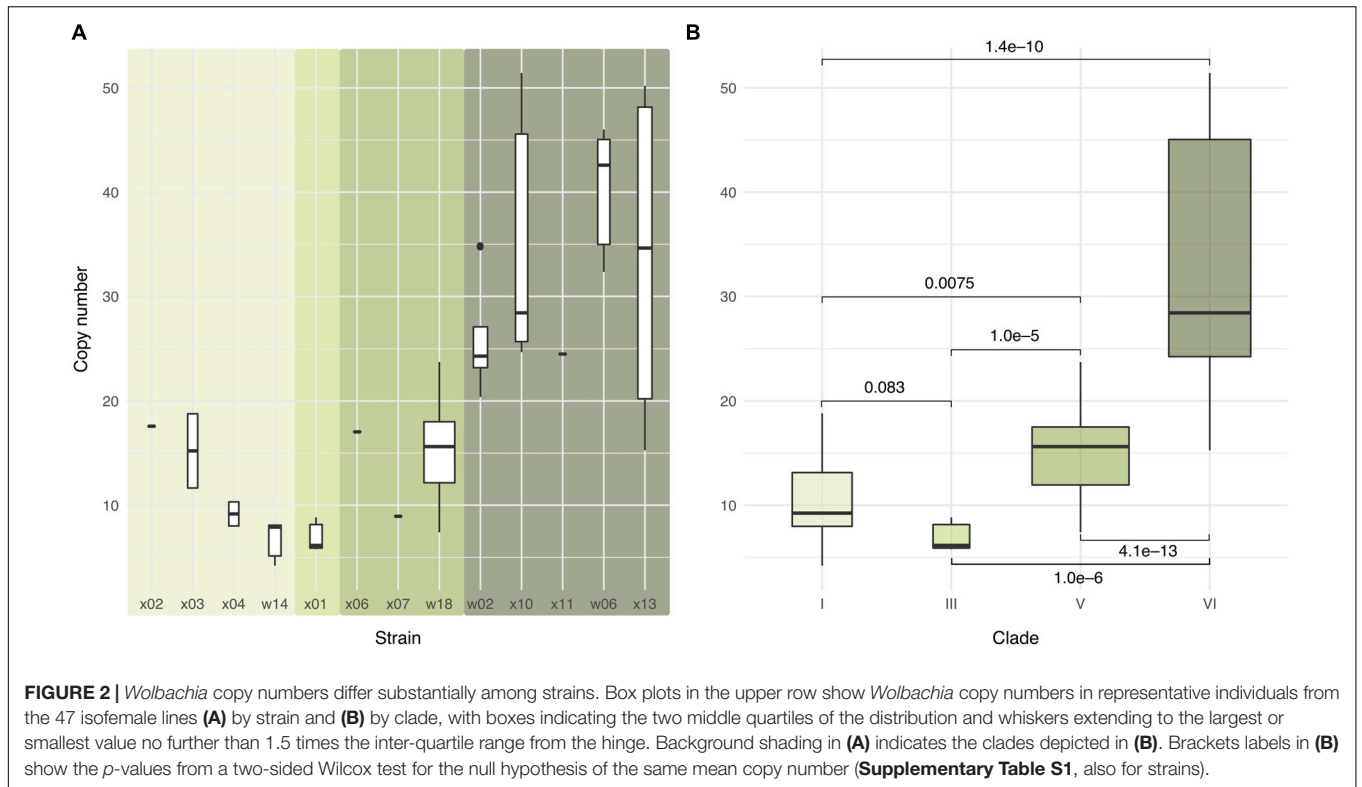 A
B
50
40
30
20
10
Copy number
x02 x03 x04 w14 x01 x06 x07 w18 w02 x10 x11 w06 x13
Strain
50
40
30
20
10
1.4e–10
0.0075
1.0e–5
0.083
4.1e–13
1.0e–6
I III V VI
Clade
FIGURE 2 | Wolbachia copy numbers differ substantially among strains. Box plots in the upper row show Wolbachia copy numbers in representative individuals from
the 47 isofemale lines (A) by strain and (B) by clade, with boxes indicating the two middle quartiles of the distribution and whiskers extending to the largest or
smallest value no further than 1.5 times the inter-quartile range from the hinge. Background shading in (A) indicates the clades depicted in (B). Brackets labels in (B)
show the p-values from a two-sided Wilcox test for the null hypothesis of the same mean copy number (Supplementary Table S1, also for strains).